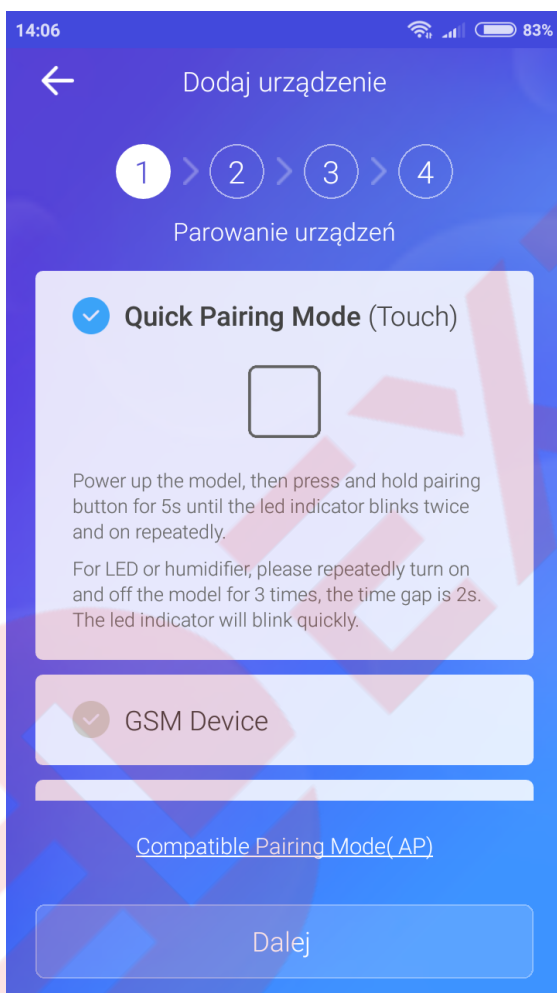 14:06
83%
Dodaj urządzenie
1 > 2 > 3 > 4
Parowanie urządzeń
Quick Pairing Mode (Touch)
Power up the model, then press and hold pairing
button for 5s until the led indicator blinks twice
and on repeatedly.
For LED or humidifier, please repeatedly turn on
and off the model for 3 times, the time gap is 2s.
The led indicator will blink quickly.
GSM Device
Compatible Pairing Mode( AP)
Dalej